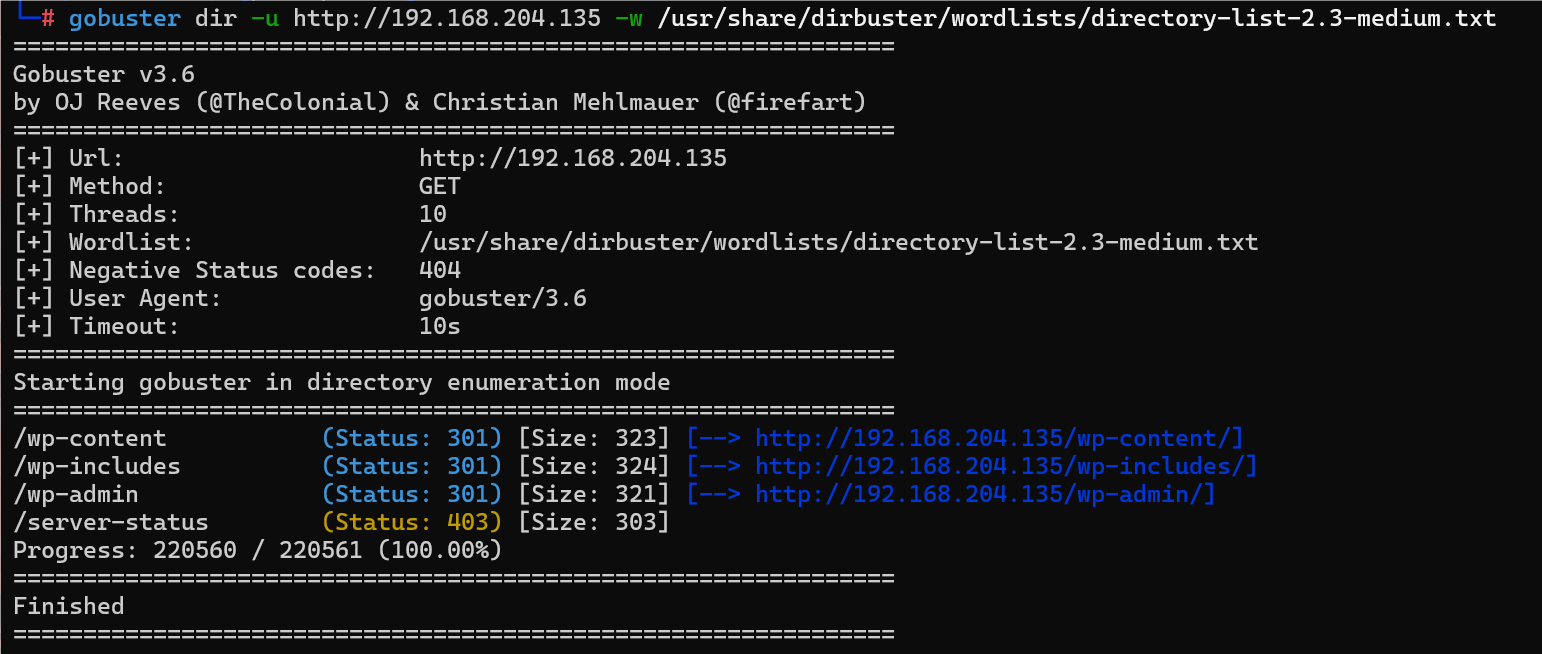 └─# gobuster dir -u http://192.168.204.135 -w /usr/share/dirbuster/wordlists/directory-list-2.3-medium.txt
===============================================================
Gobuster v3.6
by OJ Reeves (@TheColonial) & Christian Mehlmauer (@firefart)
===============================================================
[+] Url:                     http://192.168.204.135
[+] Method:                  GET
[+] Threads:                 10
[+] Wordlist:                /usr/share/dirbuster/wordlists/directory-list-2.3-medium.txt
[+] Negative Status codes:   404
[+] User Agent:              gobuster/3.6
[+] Timeout:                 10s
===============================================================
Starting gobuster in directory enumeration mode
===============================================================
/wp-content           (Status: 301) [Size: 323] [--> http://192.168.204.135/wp-content/]
/wp-includes          (Status: 301) [Size: 324] [--> http://192.168.204.135/wp-includes/]
/wp-admin             (Status: 301) [Size: 321] [--> http://192.168.204.135/wp-admin/]
/server-status        (Status: 403) [Size: 303]
Progress: 220560 / 220561 (100.00%)
===============================================================
Finished
===============================================================